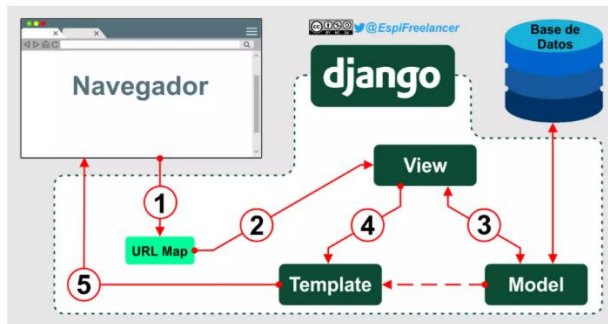 @EspiFreelancer
Base de
Datos
django
Navegador
View
1
2
4
3
URL Map
5
Template
Model